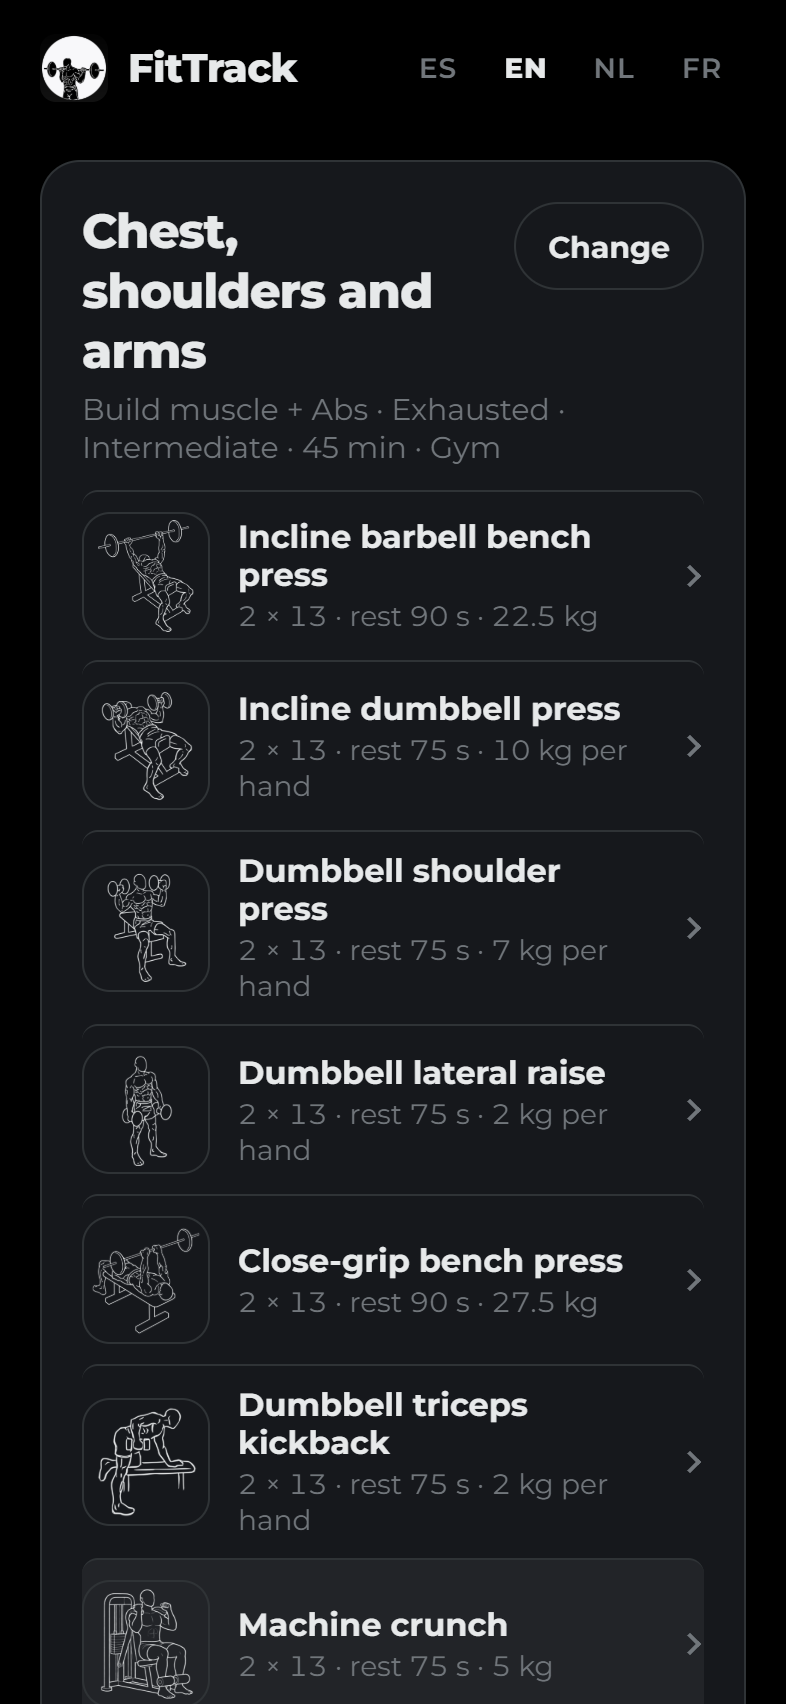 FitTrack
ES EN NL FR
Chest,
shoulders and
arms
Change
Build muscle + Abs · Exhausted ·
Intermediate · 45 min · Gym
Incline barbell bench
press
2 × 13 · rest 90 s · 22.5 kg
Incline dumbbell press
2 × 13 · rest 75 s · 10 kg per
hand
Dumbbell shoulder
press
2 × 13 · rest 75 s · 7 kg per
hand
Dumbbell lateral raise
2 × 13 · rest 75 s · 2 kg per
hand
Close-grip bench press
2 × 13 · rest 90 s · 27.5 kg
Dumbbell triceps
kickback
2 × 13 · rest 75 s · 2 kg per
hand
Machine crunch
2 × 13 · rest 75 s · 5 kg